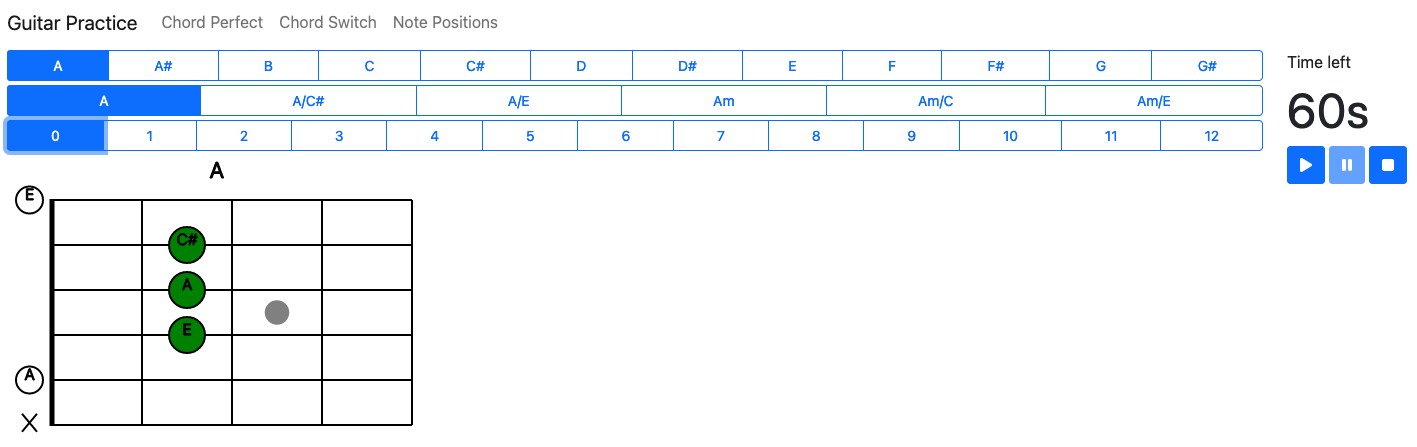 Guitar Practice Chord Perfect Chord Switch Note Positions
A A# B C C# D D# E F F# G G#
Time left
A A/C# A/E Am Am/C Am/E
60s
0 1 2 3 4 5 6 7 8 9 10 11 12
A
E
C#
A
E
A
X